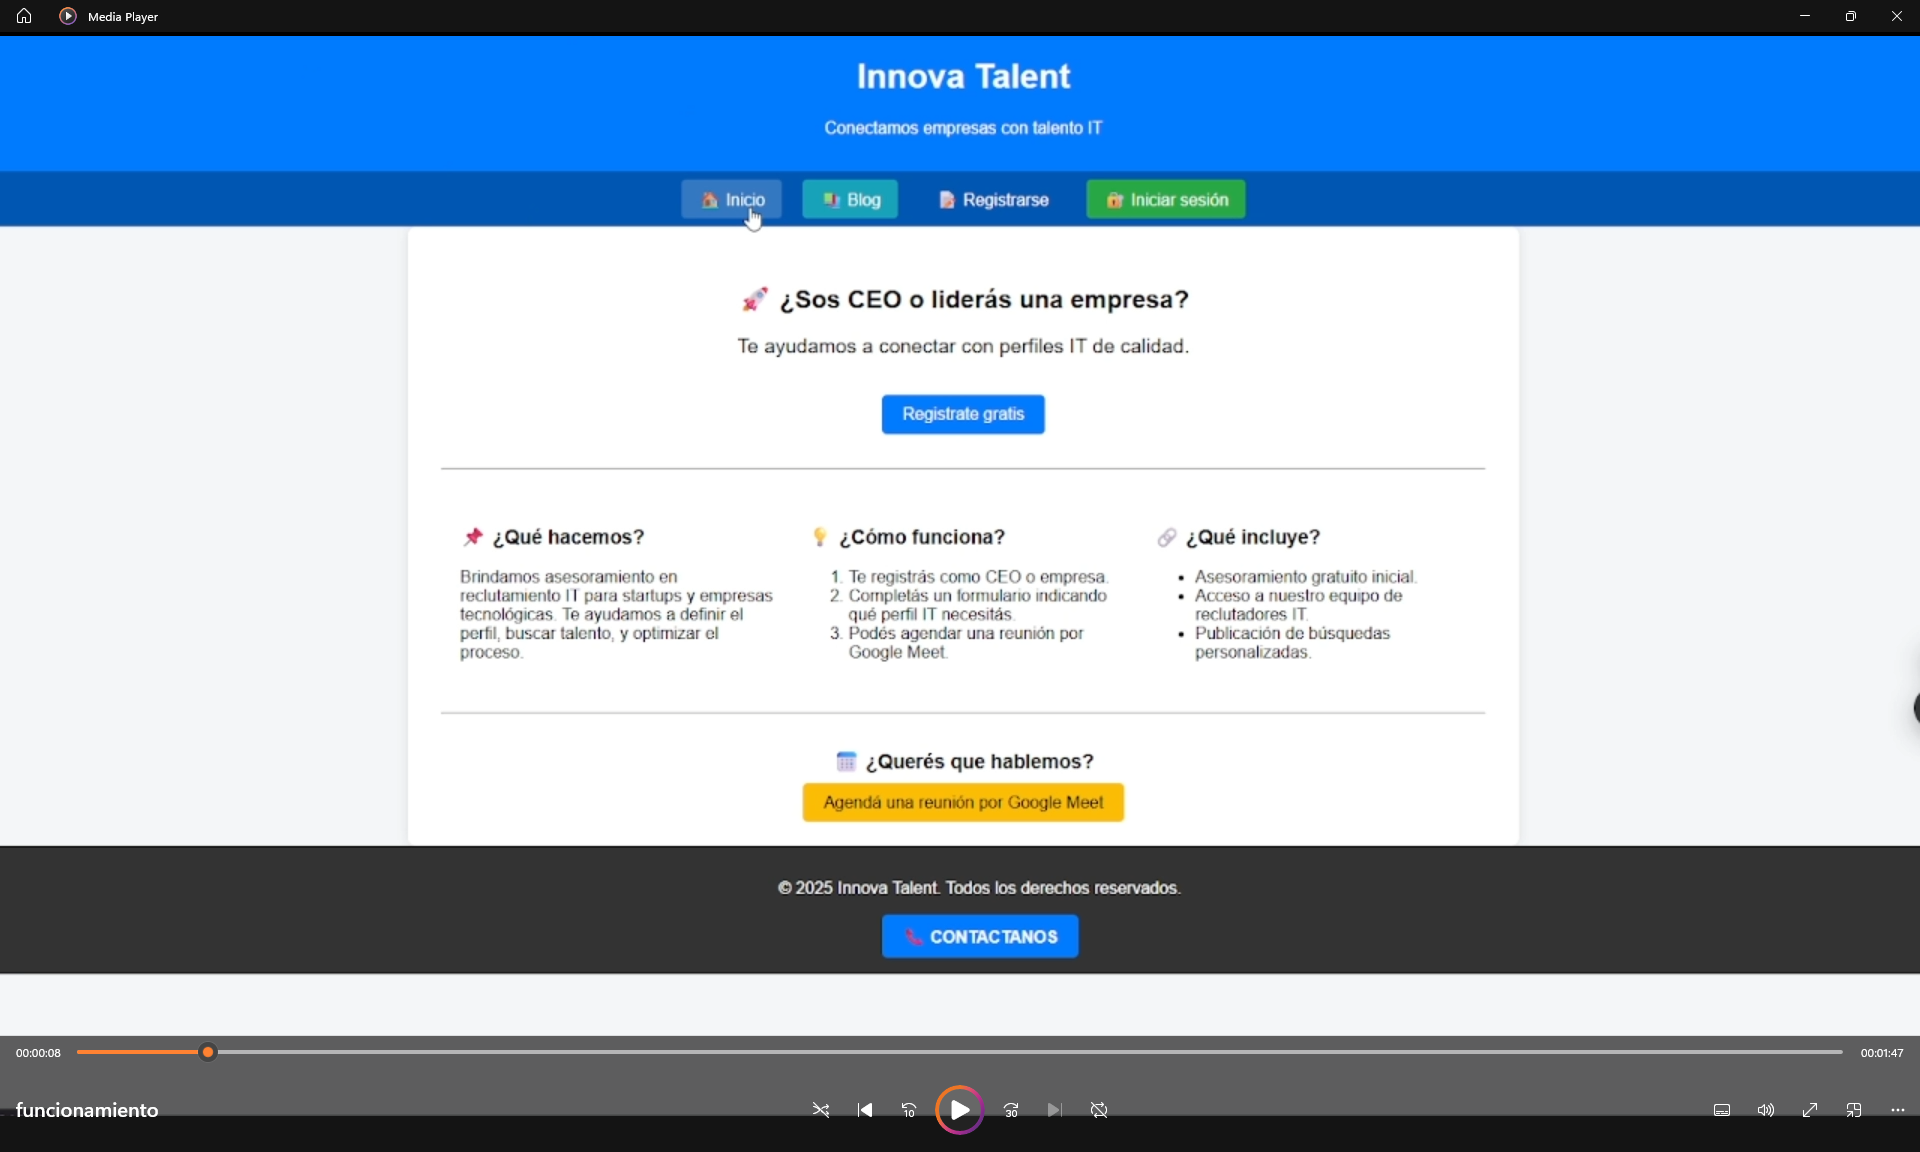 Media Player
Innova Talent
Conectamos empresas con talento IT
Inicio
Blog
Registrarse
Iniciar sesión
¿Sos CEO o liderás una empresa?
Te ayudamos a conectar con perfiles IT de calidad.
Registrate gratis
¿Qué hacemos?
Brindamos asesoramiento en
reclutamiento IT para startups y empresas
tecnológicas. Te ayudamos a definir el
perfil, buscar talento, y optimizar el
proceso.
¿Cómo funciona?
1. Te registrás como CEO o empresa.
2. Completás un formulario indicando
qué perfil IT necesitás.
3. Podés agendar una reunión por
Google Meet.
¿Qué incluye?
• Asesoramiento gratuito inicial.
• Acceso a nuestro equipo de
reclutadores IT.
• Publicación de búsquedas
personalizadas.
¿Querés que hablemos?
Agendá una reunión por Google Meet
© 2025 Innova Talent. Todos los derechos reservados.
CONTACTANOS
00:00:08
00:01:47
funcionamiento
10
30